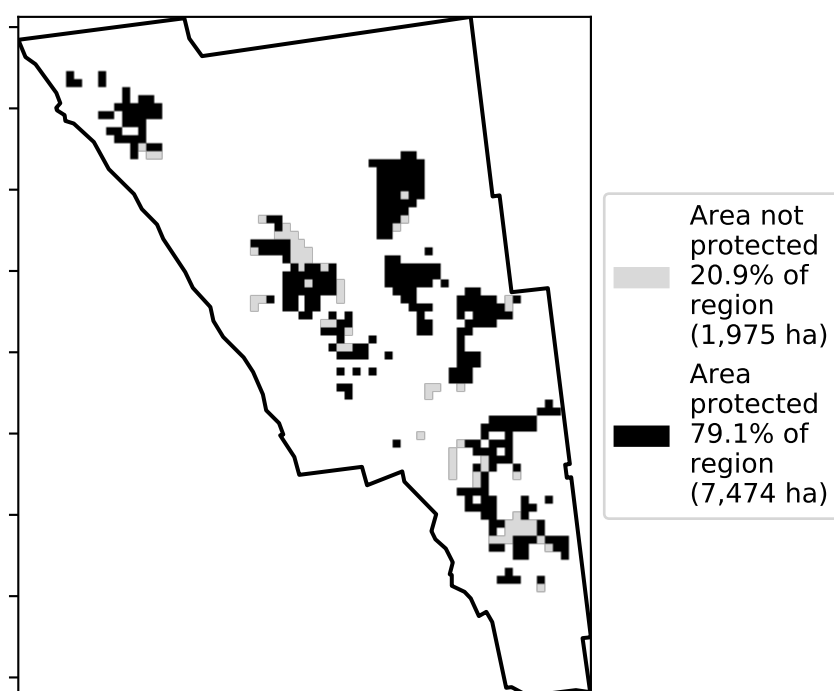 Area not
protected
20.9% of
region
(1,975 ha)
Area
protected
79.1% of
region
(7,474 ha)